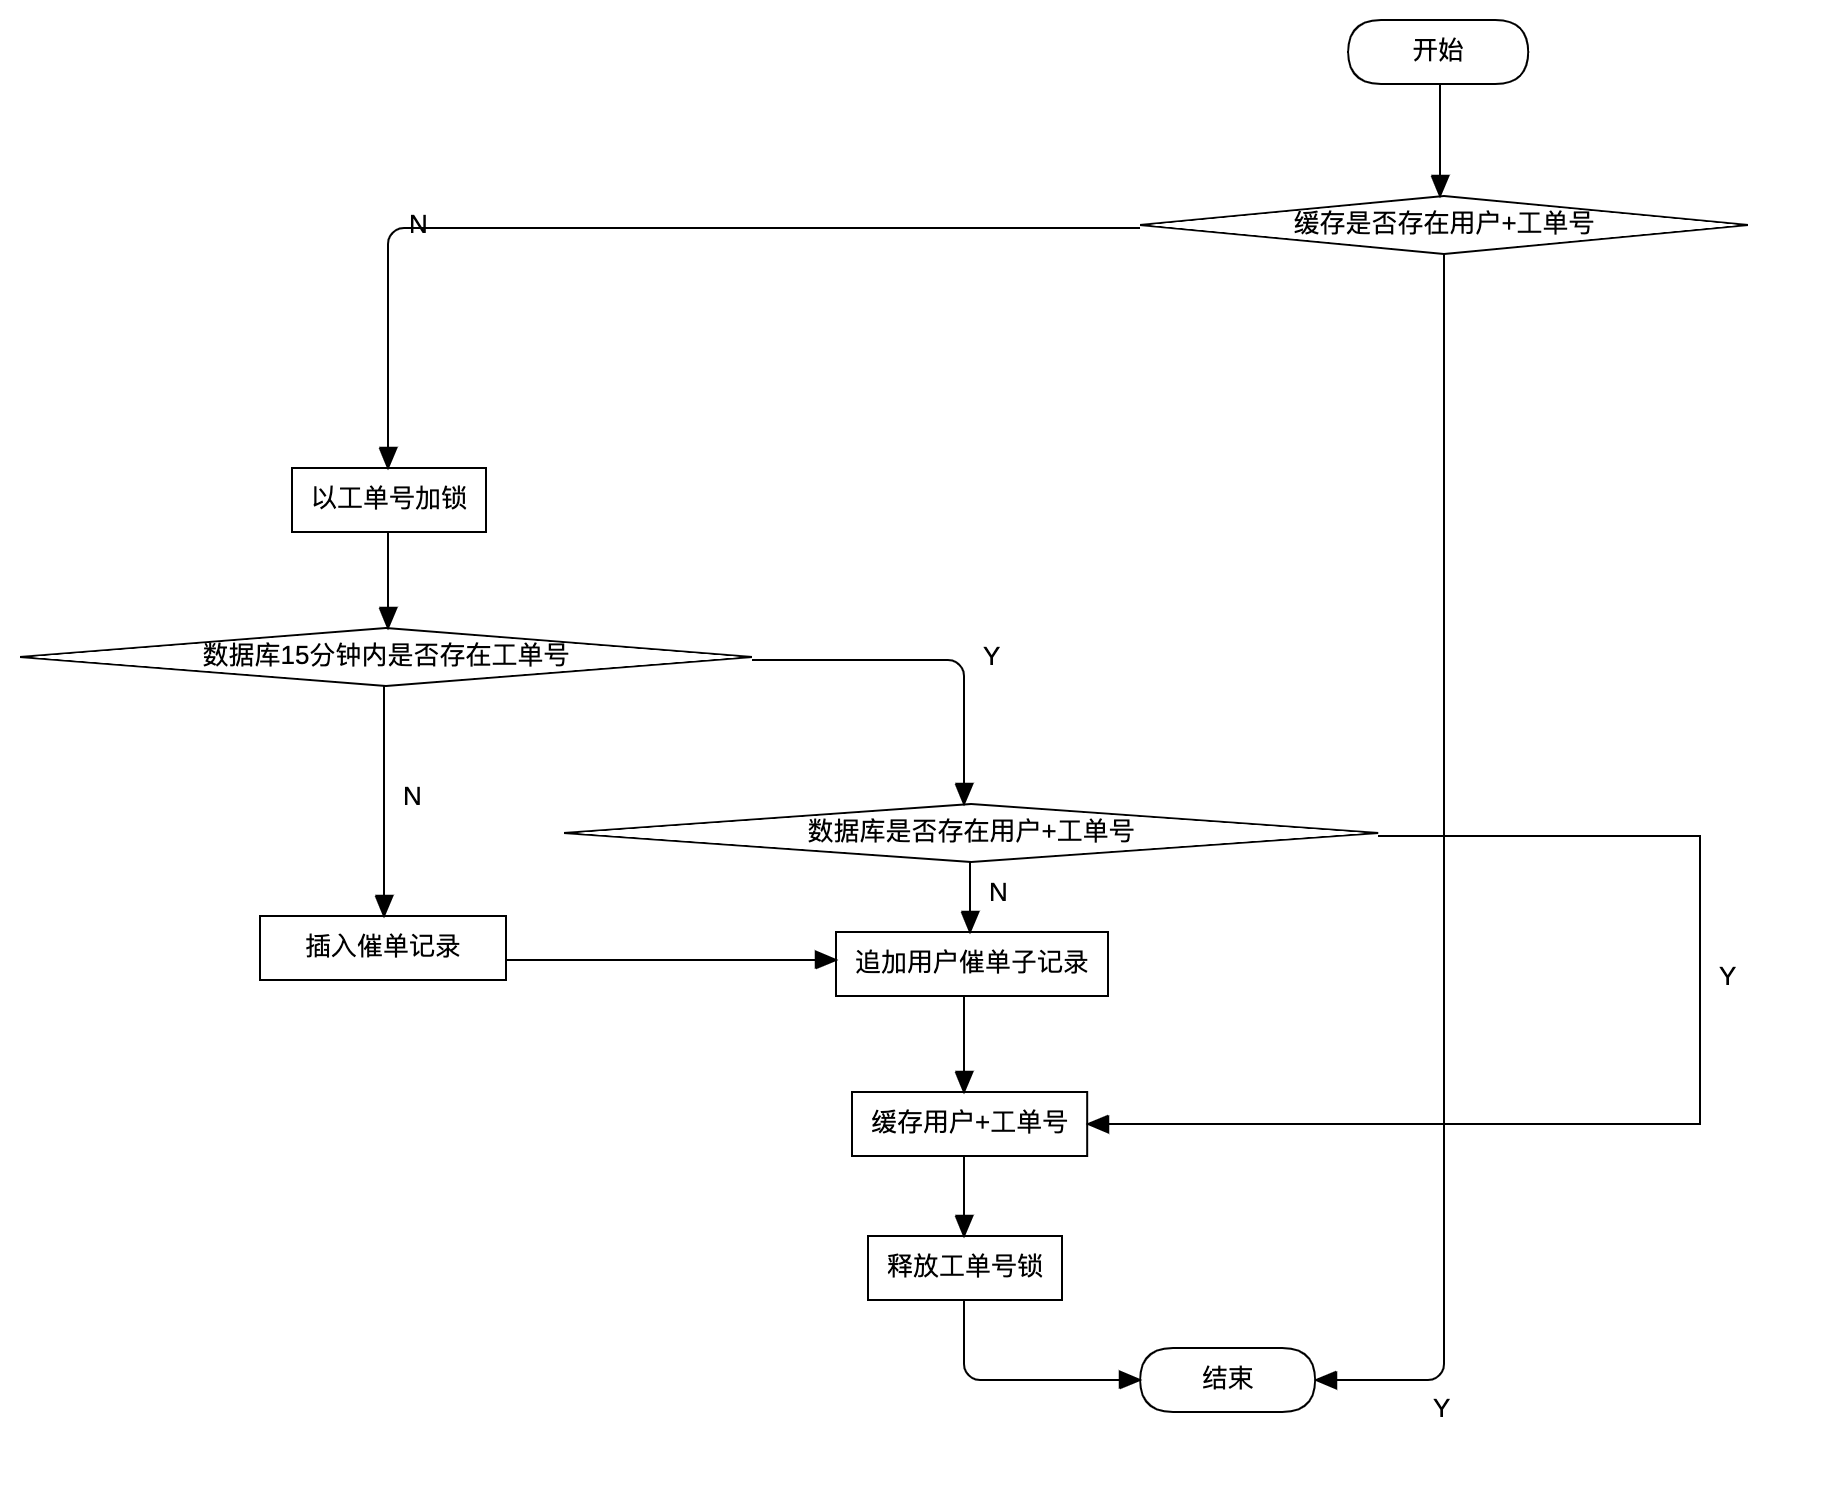 开始
缓存是否存在用户+工单号
N
以工单号加锁
数据库15分钟内是否存在工单号
Y
N
数据库是否存在用户+工单号
N
插入催单记录
追加用户催单子记录
Y
缓存用户+工单号
释放工单号锁
结束
Y